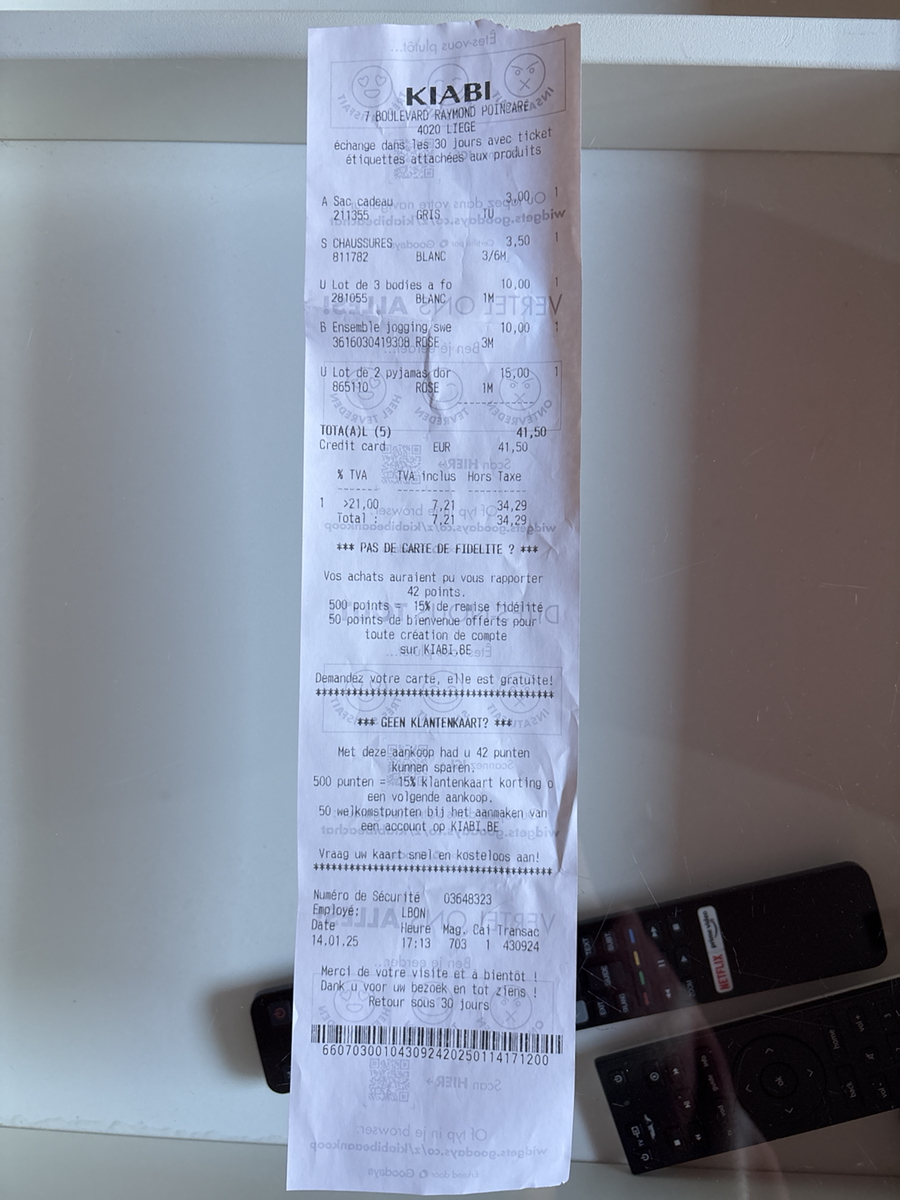 KIABI
7 BOULEVARD RAYMOND POINCARE
4020 LIEGE
échange dans les 30 jours avec ticket
étiquettes attachées aux produits
A Sac cadeau 3,00 1
211355 GRIS TU
S CHAUSSURES 3,50 1
811782 BLANC 3/6M
U Lot de 3 bodies a fo 10,00 1
281055 BLANC 1M
B Ensemble jogging swe 10,00 1
3616030419308 ROSE 3M
U Lot de 2 pyjamas dor 15,00 1
865110 ROSE 1M
TOTA(A)L (5) 41,50
Credit card EUR 41,50
% TVA TVA inclus Hors Taxe
1 >21,00 7,21 34,29
Total : 7,21 34,29
*** PAS DE CARTE DE FIDELITE ? ***
Vos achats auraient pu vous rapporter
42 points.
500 points = 15% de remise fidélité
50 points de bienvenue offerts pour
toute création de compte
sur KIABI.BE
Demandez votre carte, elle est gratuite!
****************************************
*** GEEN KLANTENKAART? ***
Met deze aankoop had u 42 punten
kunnen sparen.
500 punten = 15% klantenkaart korting o
een volgende aankoop.
50 welkomstpunten bij het aanmaken van
een account op KIABI.BE
Vraag uw kaart snel en kosteloos aan!
****************************************
Numéro de Sécurité 03648323
Employé: LBON
Date Heure Mag. Cai Transac
14.01.25 17:13 703 1 430924
Merci de votre visite et à bientôt !
Dank u voor uw bezoek en tot ziens !
Retour sous 30 jours
66070300104309242025011417​1200
NETFLIX
prime video
ok
home
back
vol +